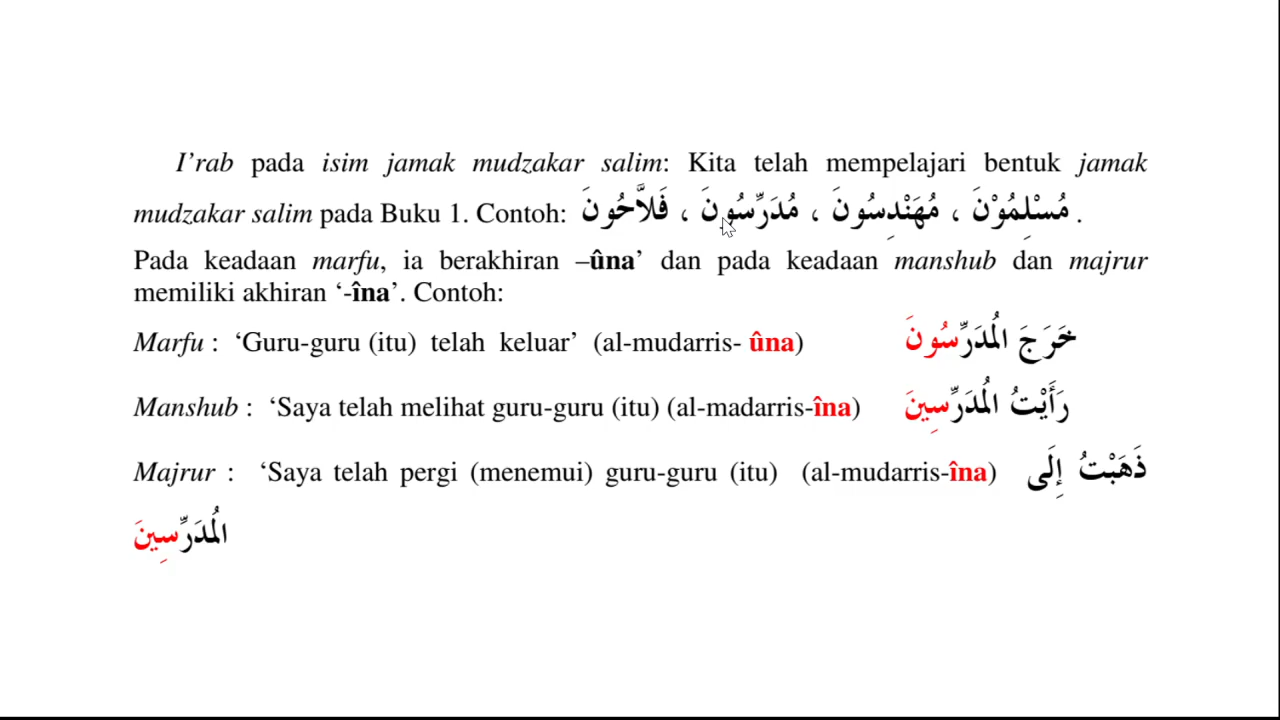 I’rab pada isim jamak mudzakar salim: Kita telah mempelajari bentuk jamak
mudzakar salim pada Buku 1. Contoh: مُسْلِمُوْنَ ، مُهَنْدِسُونَ ، مُدَرِّسُونَ ، فَلاَّحُونَ .
Pada keadaan marfu, ia berakhiran –ûna’ dan pada keadaan manshub dan majrur
memiliki akhiran ‘-îna’. Contoh:
Marfu : ‘Guru-guru (itu) telah keluar’ (al-mudarris- ûna) خَرَجَ الْمُدَرِّسُونَ
Manshub : ‘Saya telah melihat guru-guru (itu) (al-madarris-îna) رَأَيْتُ الْمُدَرِّسِينَ
Majrur : ‘Saya telah pergi (menemui) guru-guru (itu) (al-mudarris-îna) ذَهَبْتُ إِلَى
الْمُدَرِّسِينَ